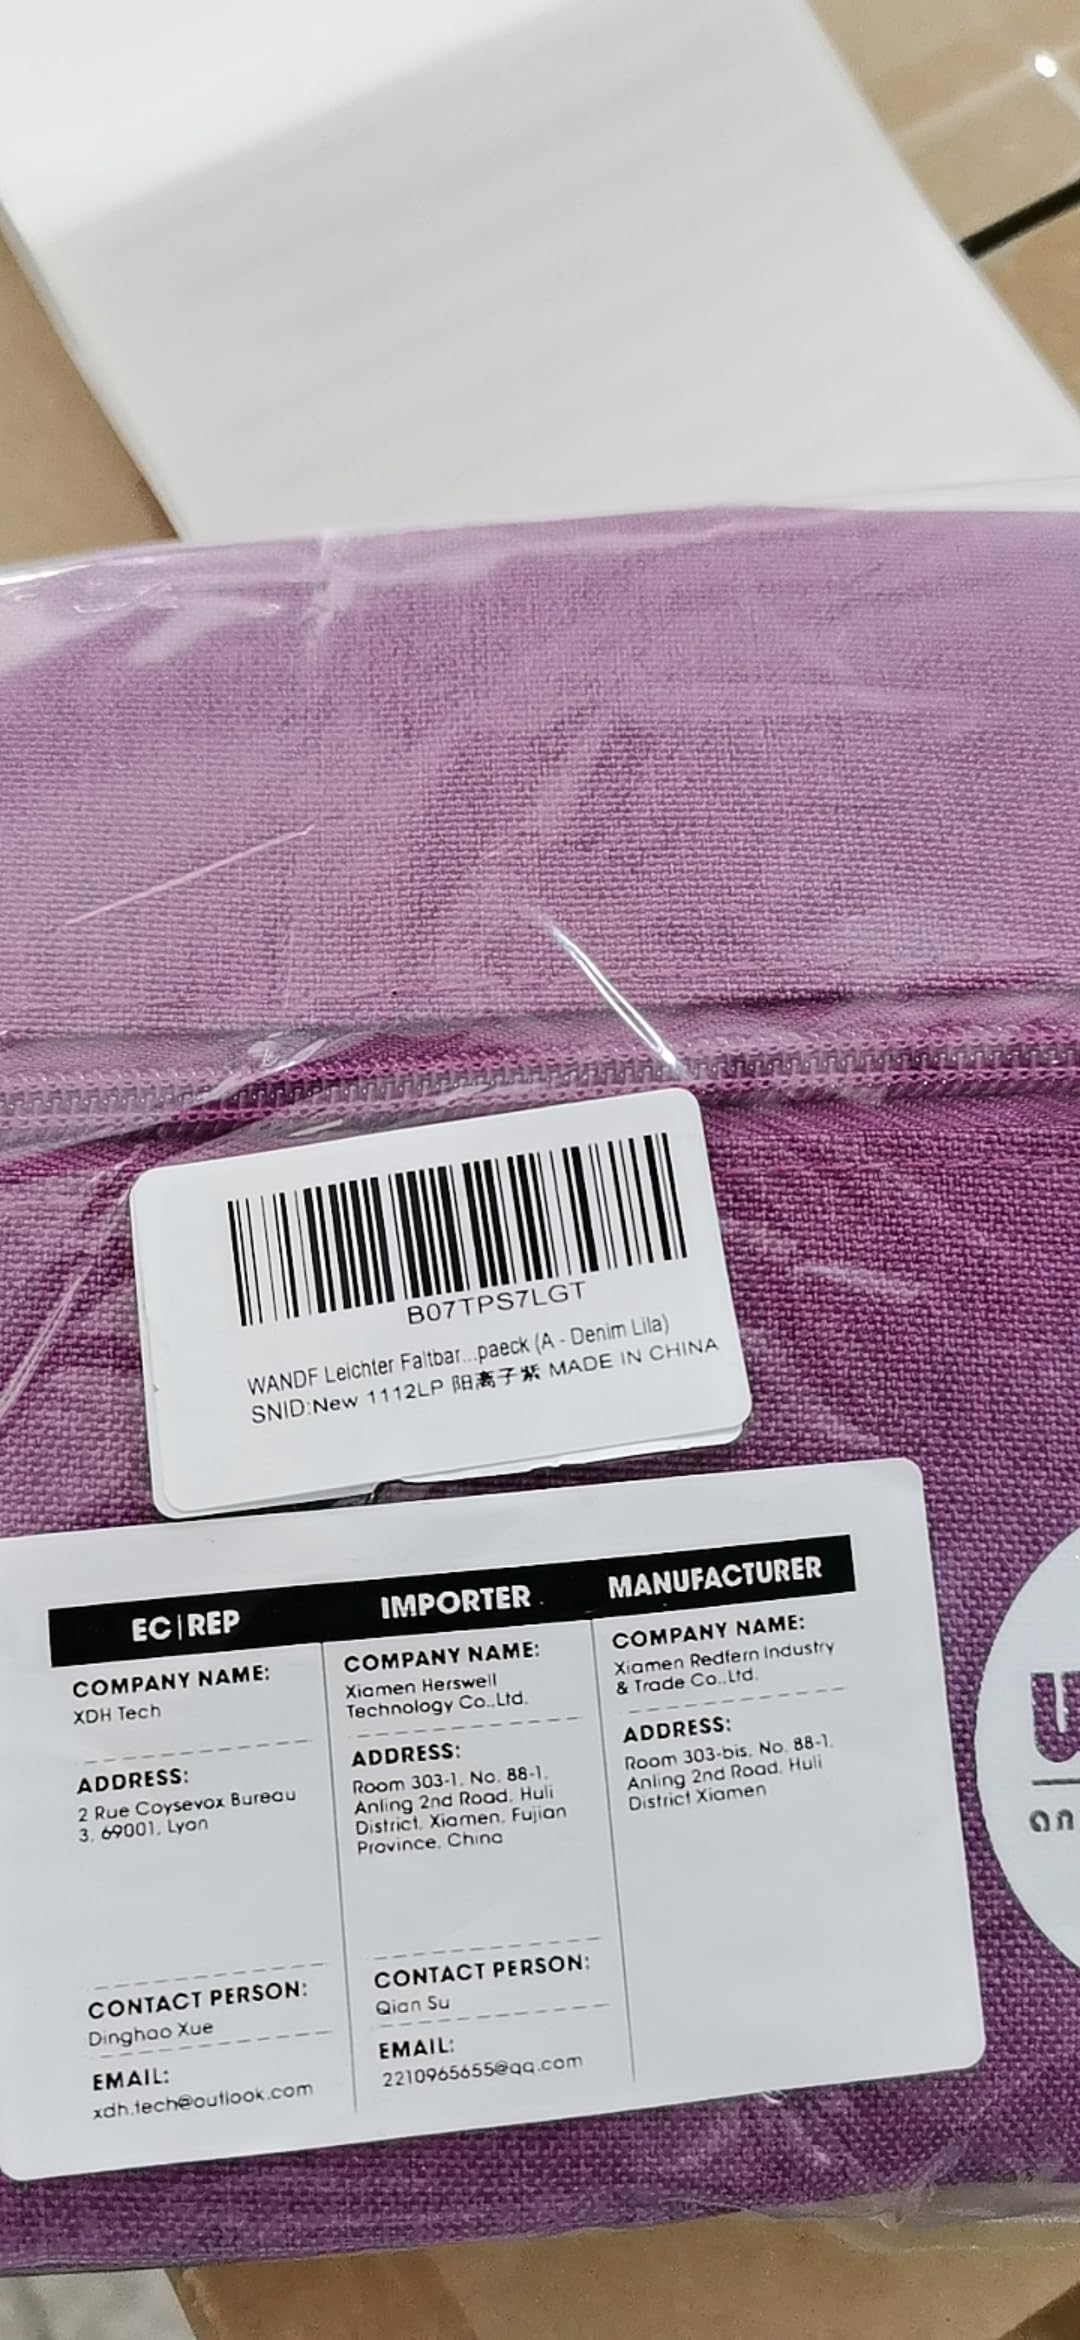 B07TPS7LGT
WANDF Leichter Faltbar...paeck (A - Denim Lila)
SNID:New 1112LP 阳离子紫 MADE IN CHINA
EC|REP
COMPANY NAME:
XDH Tech
ADDRESS:
2 Rue Coysevox Bureau
3, 69001, Lyon
CONTACT PERSON:
Dinghao Xue
EMAIL:
xdh.tech@outlook.com
IMPORTER
COMPANY NAME:
Xiamen Herswell
Technology Co.,Ltd.
ADDRESS:
Room 303-1, No. 88-1,
Anling 2nd Road, Huli
District, Xiamen, Fujian
Province, China
CONTACT PERSON:
Qian Su
EMAIL:
2210965655@qq.com
MANUFACTURER
COMPANY NAME:
Xiamen Redfern Industry
& Trade Co.,Ltd.
ADDRESS:
Room 303-bis, No. 88-1,
Anling 2nd Road, Huli
District Xiamen